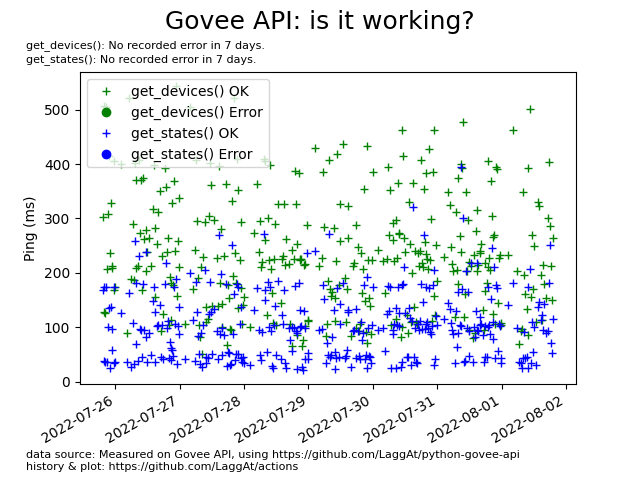 Govee API: is it working?
get_devices(): No recorded error in 7 days.
get_states(): No recorded error in 7 days.
get_devices() OK
get_devices() Error
get_states() OK
get_states() Error
Ping (ms)
500
400
300
200
100
0
2022-07-26
2022-07-27
2022-07-28
2022-07-29
2022-07-30
2022-07-31
2022-08-01
2022-08-02
data source: Measured on Govee API, using https://github.com/LaggAt/python-govee-api
history & plot: https://github.com/LaggAt/actions